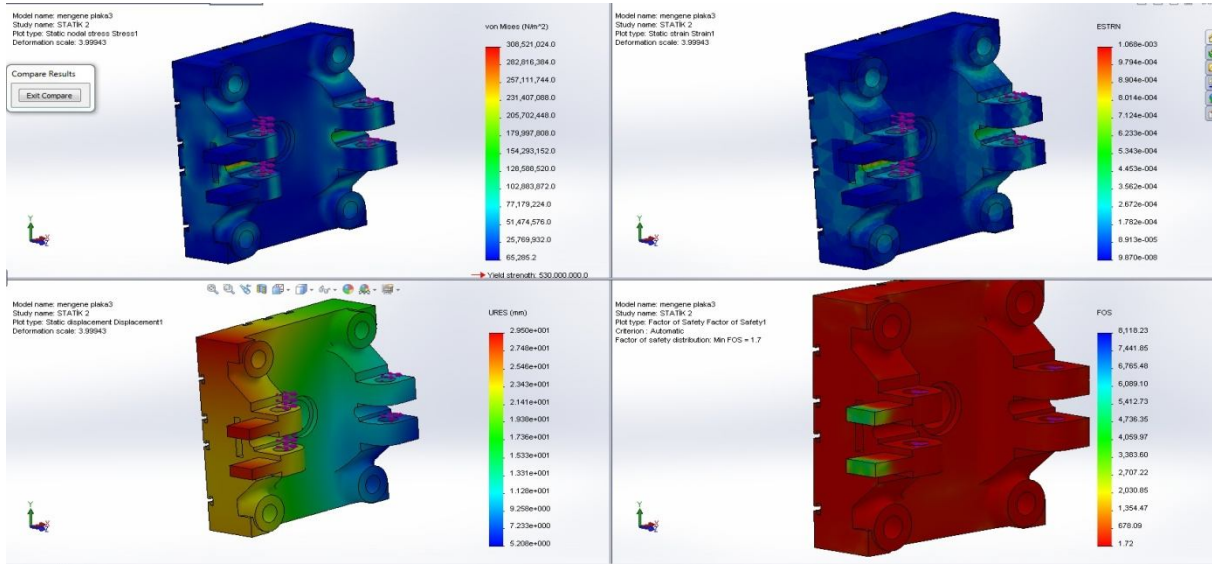 Model name: mengene plaka3
Study name: STATİK 2
Plot type: Static nodal stress Stress1
Deformation scale: 3.99943
Compare Results
Exit Compare
von Mises (N/m^2)
308,521,024.0
282,816,384.0
257,111,744.0
231,407,088.0
205,702,448.0
179,997,808.0
154,293,152.0
128,588,520.0
102,883,872.0
77,179,224.0
51,474,576.0
25,769,932.0
65,285.2
Yield strength: 530,000,000.0
Y
X
Z
Model name: mengene plaka3
Study name: STATİK 2
Plot type: Static strain Strain1
Deformation scale: 3.99943
ESTRN
1.068e-003
9.794e-004
8.904e-004
8.014e-004
7.124e-004
6.233e-004
5.343e-004
4.453e-004
3.562e-004
2.672e-004
1.782e-004
8.913e-005
9.870e-008
Y
X
Z
Model name: mengene plaka3
Study name: STATİK 2
Plot type: Static displacement Displacement1
Deformation scale: 3.99943
URES (mm)
2.950e+001
2.748e+001
2.546e+001
2.343e+001
2.141e+001
1.938e+001
1.736e+001
1.533e+001
1.331e+001
1.128e+001
9.258e+000
7.233e+000
5.208e+000
Y
X
Z
Model name: mengene plaka3
Study name: STATİK 2
Plot type: Factor of Safety Factor of Safety1
Criterion : Automatic
Factor of safety distribution: Min FOS = 1.7
FOS
8,118.23
7,441.85
6,765.48
6,089.10
5,412.73
4,736.35
4,059.97
3,383.60
2,707.22
2,030.85
1,354.47
678.09
1.72
Y
X
Z